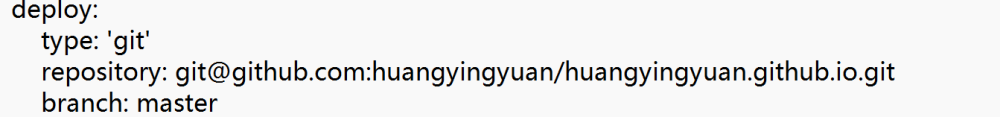 deploy:
    type: 'git'
    repository: git@github.com:huangyingyuan/huangyingyuan.github.io.git
    branch: master